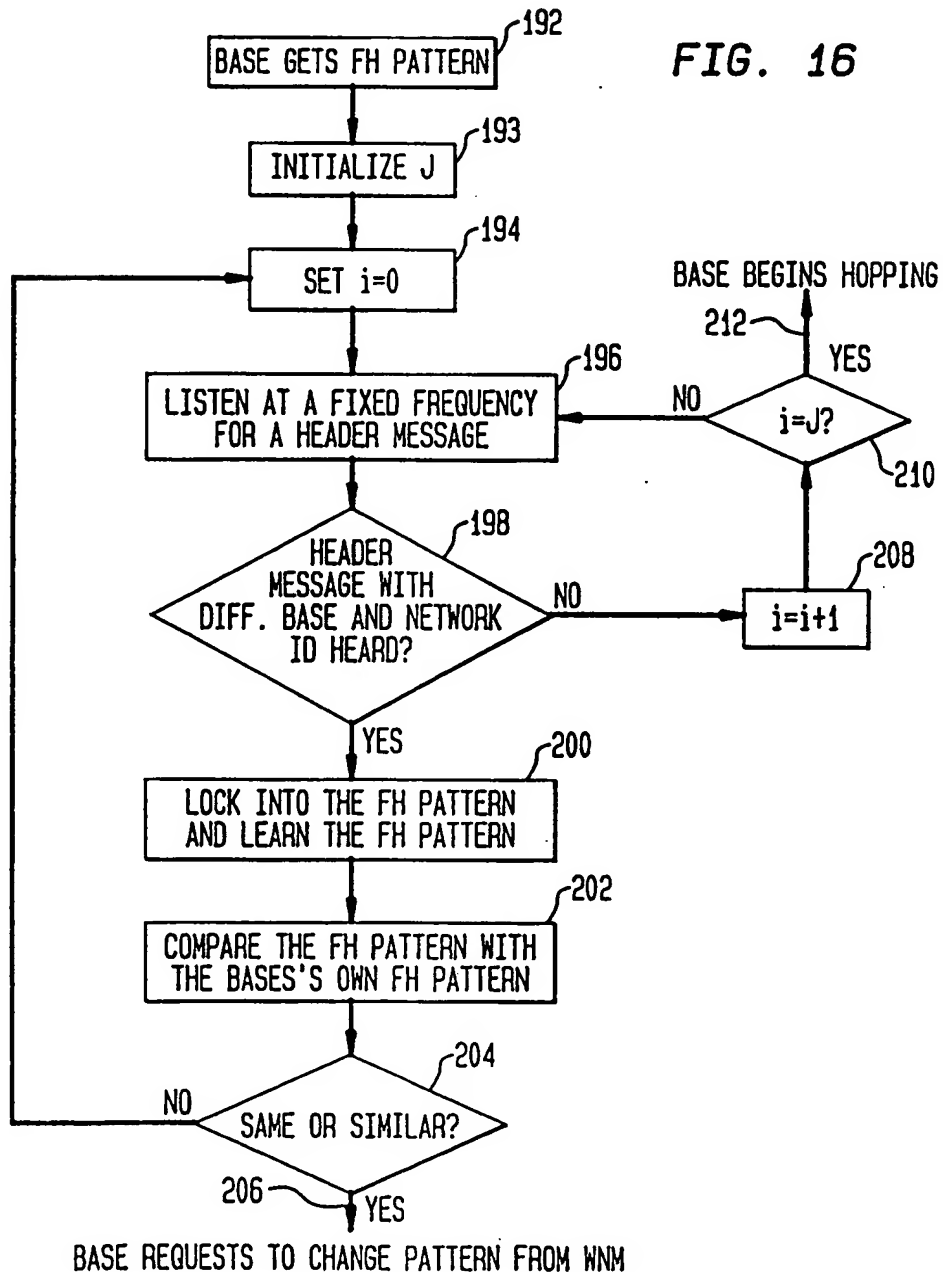 192
BASE GETS FH PATTERN
FIG. 16
193
INITIALIZE J
194
SET i=0
BASE BEGINS HOPPING
212
YES
196
LISTEN AT A FIXED FREQUENCY
FOR A HEADER MESSAGE
NO
i=J?
210
198
HEADER
MESSAGE WITH
DIFF. BASE AND NETWORK
ID HEARD?
NO
208
i=i+1
YES
200
LOCK INTO THE FH PATTERN
AND LEARN THE FH PATTERN
202
COMPARE THE FH PATTERN WITH
THE BASES'S OWN FH PATTERN
204
NO
SAME OR SIMILAR?
206
YES
BASE REQUESTS TO CHANGE PATTERN FROM WNM